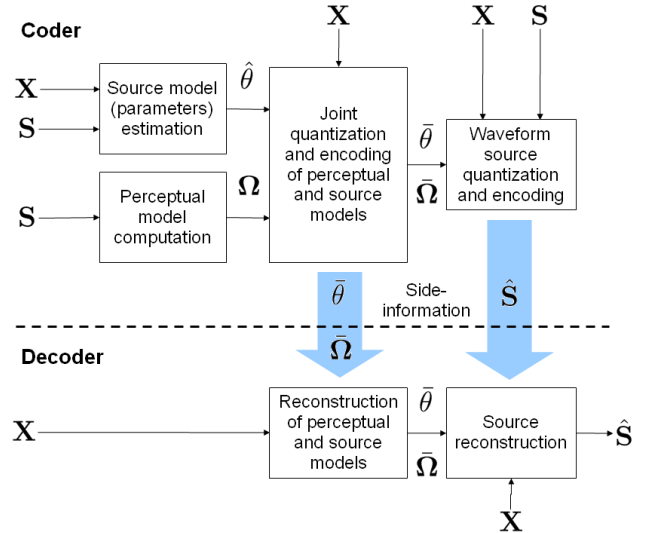 Coder
X
X
S
X
S
Source model
(parameters)
estimation
θ̂
Joint
quantization
and encoding
of perceptual
and source
models
θ̄
Ω̄
Waveform
source
quantization
and encoding
S
Perceptual
model
computation
Ω
θ̄
Side-
information
Ŝ
Ω̄
Decoder
X
Reconstruction
of perceptual
and source
models
θ̄
Ω̄
Source
reconstruction
Ŝ
X